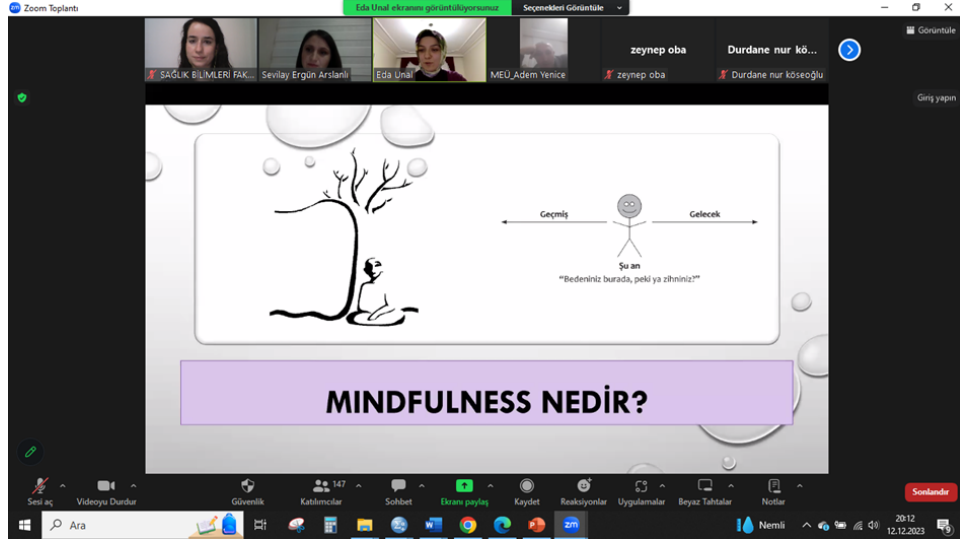 Zoom Toplantı
Eda Unal ekranını görüntülüyorsunuz
Seçenekleri Görüntüle
Görüntüle
SAĞLIK BİLİMLERİ FAK...
Sevilay Ergün Arslanlı
Eda Unal
MEÜ_Adem Yenice
zeynep oba
zeynep oba
Durdane nur kö...
Durdane nur köseoğlu
Giriş yapın
Geçmiş
Gelecek
Şu an
"Bedeniniz burada, peki ya zihniniz?"
MINDFULNESS NEDİR?
Sesi aç
Videoyu Durdur
Güvenlik
147
Katılımcılar
Sohbet
Ekranı paylaş
Kaydet
Reaksiyonlar
Uygulamalar
Beyaz Tahtalar
Notlar
Sonlandır
Ara
Nemli
20:12
12.12.2023